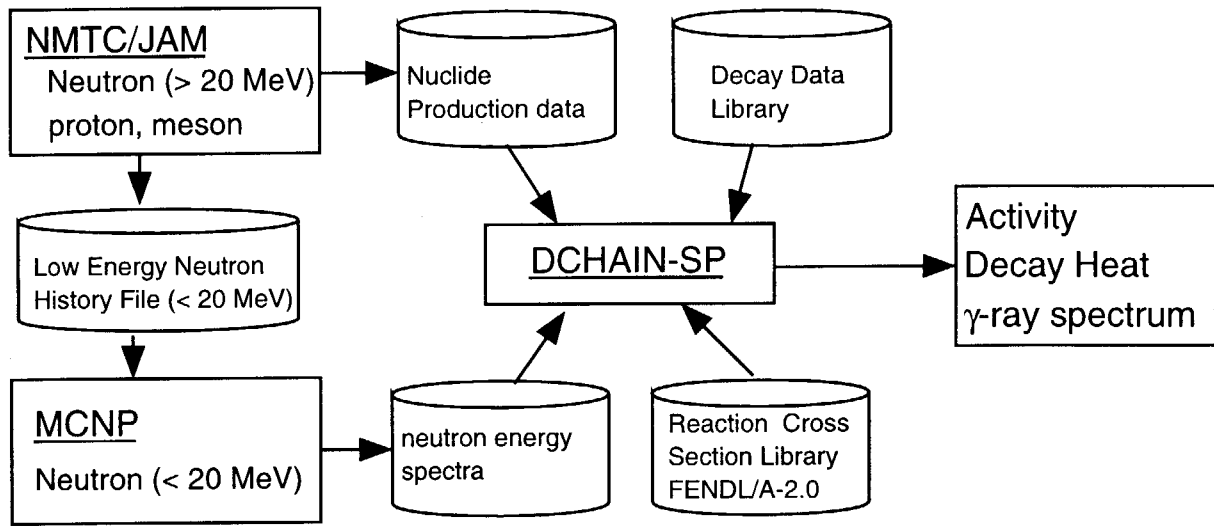 NMTC/JAM
Neutron (> 20 MeV)
proton, meson
Nuclide
Production data
Decay Data
Library
Low Energy Neutron
History File (< 20 MeV)
DCHAIN-SP
Activity
Decay Heat
γ-ray spectrum
MCNP
Neutron (< 20 MeV)
neutron energy
spectra
Reaction Cross
Section Library
FENDL/A-2.0